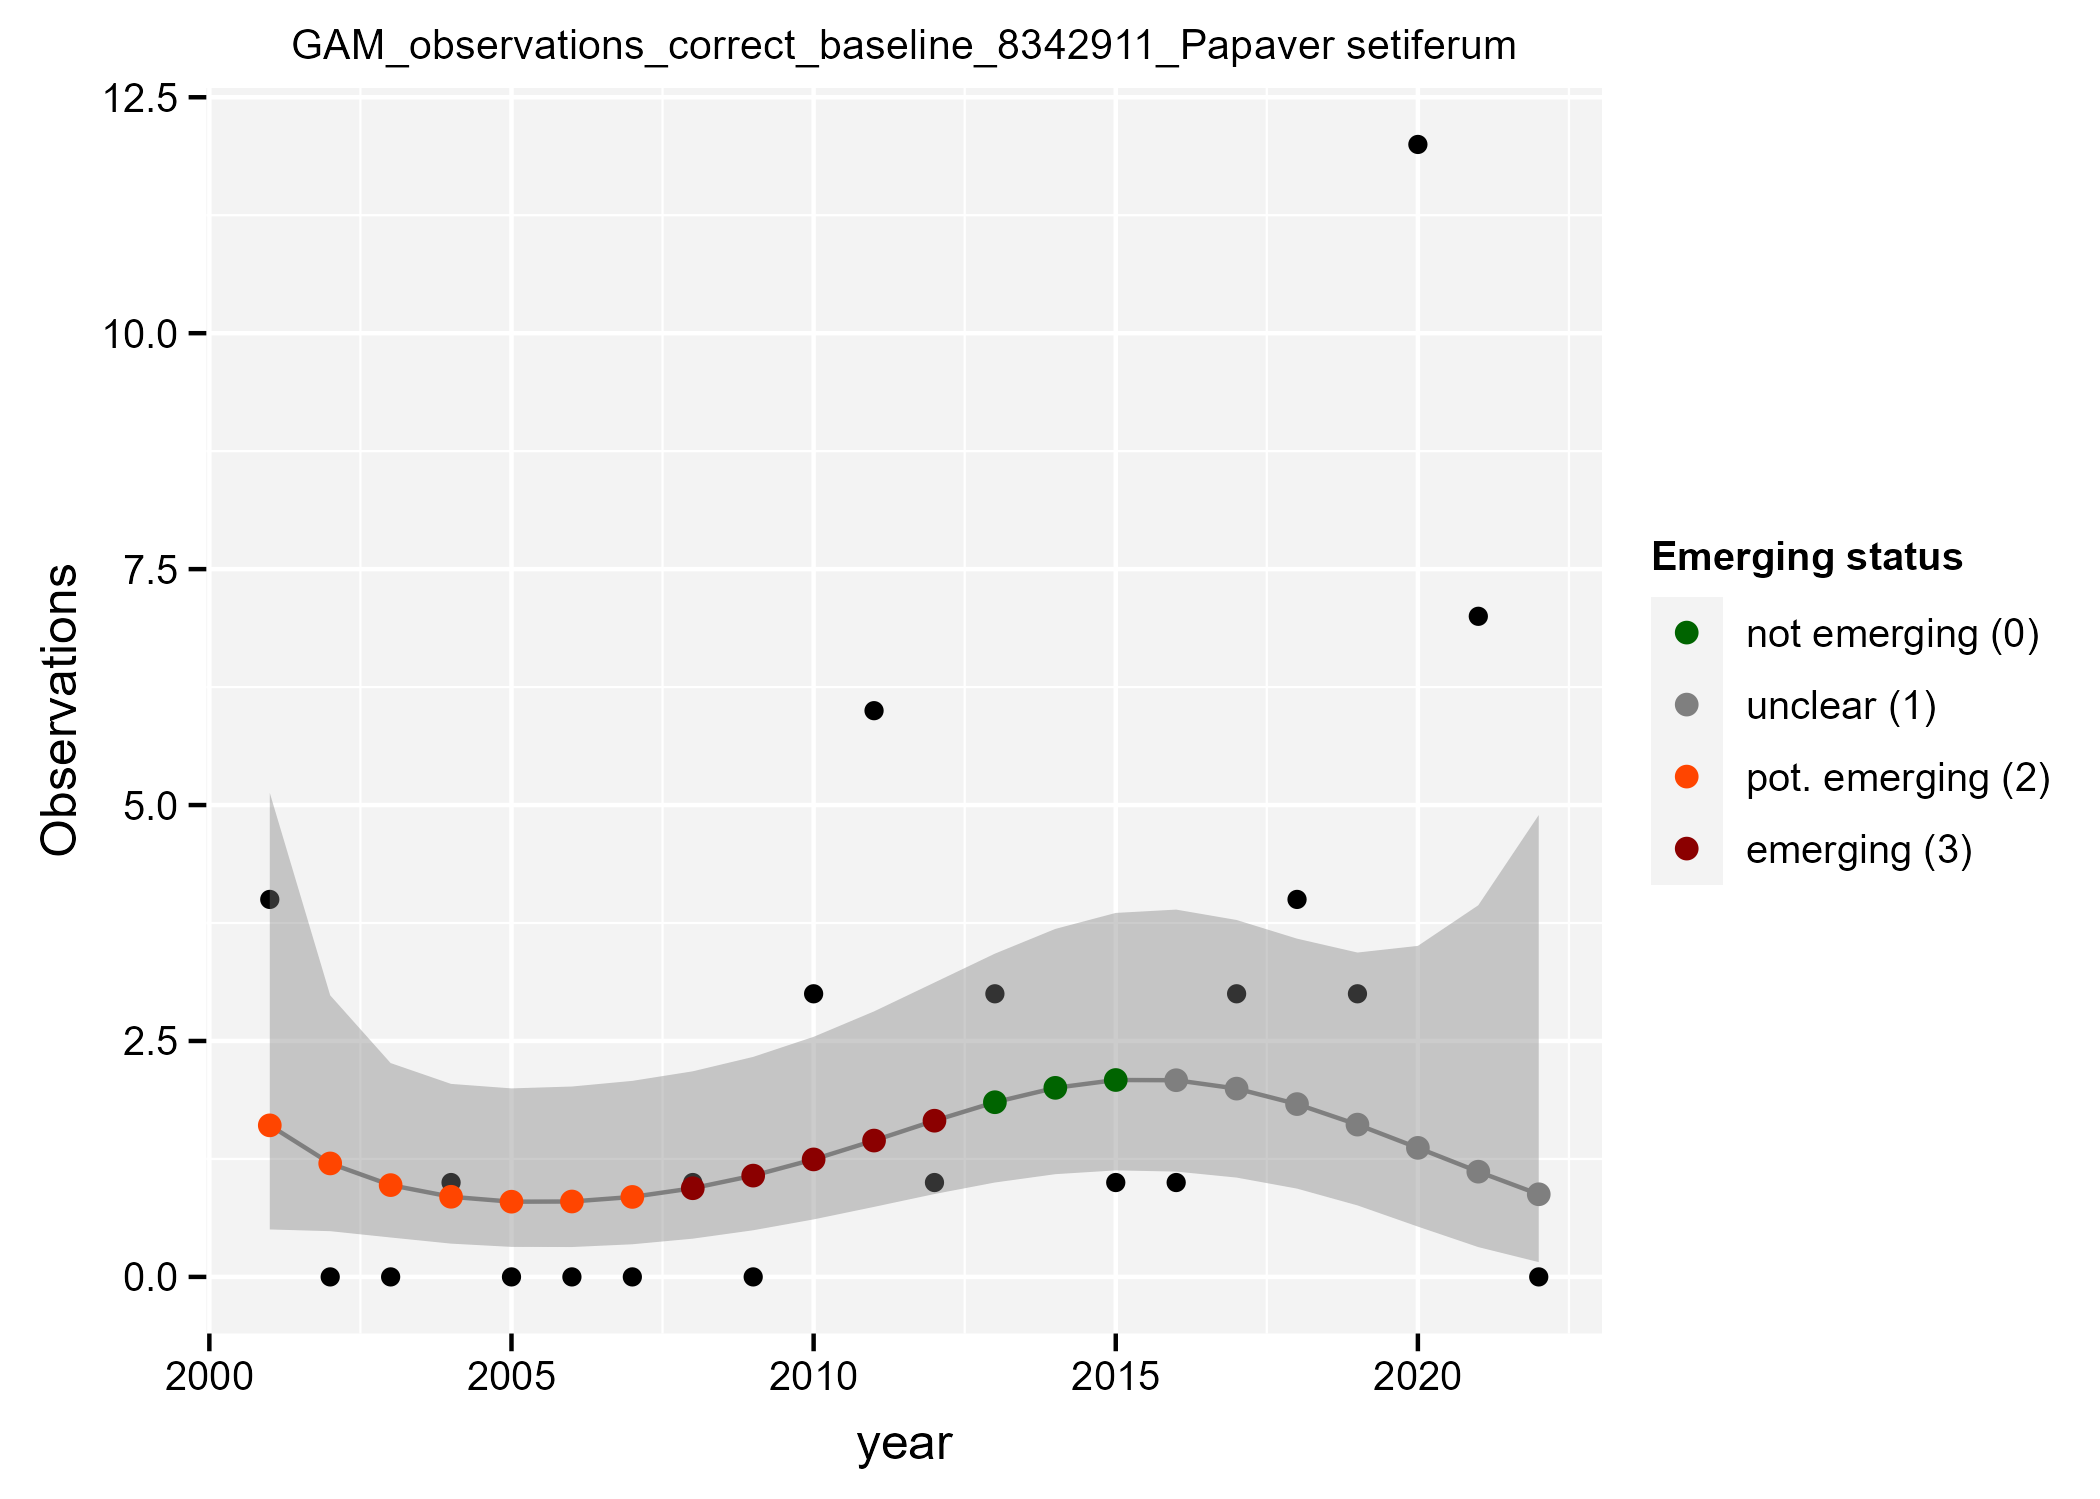 GAM_observations_correct_baseline_8342911_Papaver setiferum
12.5
10.0
7.5
5.0
2.5
0.0
Observations
2000 2005 2010 2015 2020
year
Emerging status
not emerging (0)
unclear (1)
pot. emerging (2)
emerging (3)